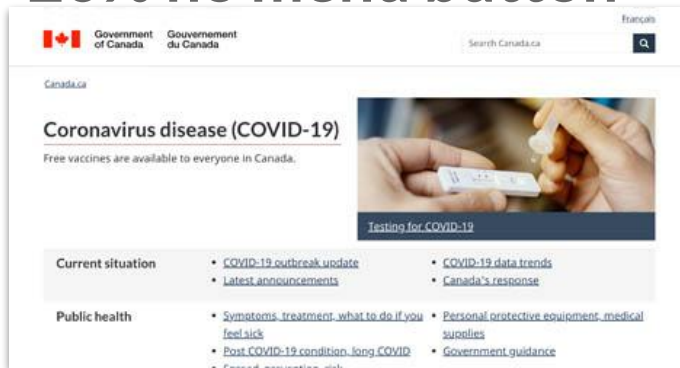 Français
Government of Canada
Gouvernement du Canada
Search Canada.ca
Canada.ca
Coronavirus disease (COVID-19)
Free vaccines are available to everyone in Canada.
Testing for COVID-19
Current situation
• COVID-19 outbreak update
• Latest announcements
• COVID-19 data trends
• Canada's response
Public health
• Symptoms, treatment, what to do if you
feel sick
• Post COVID-19 condition, long COVID
• Personal protective equipment, medical
supplies
• Government guidance